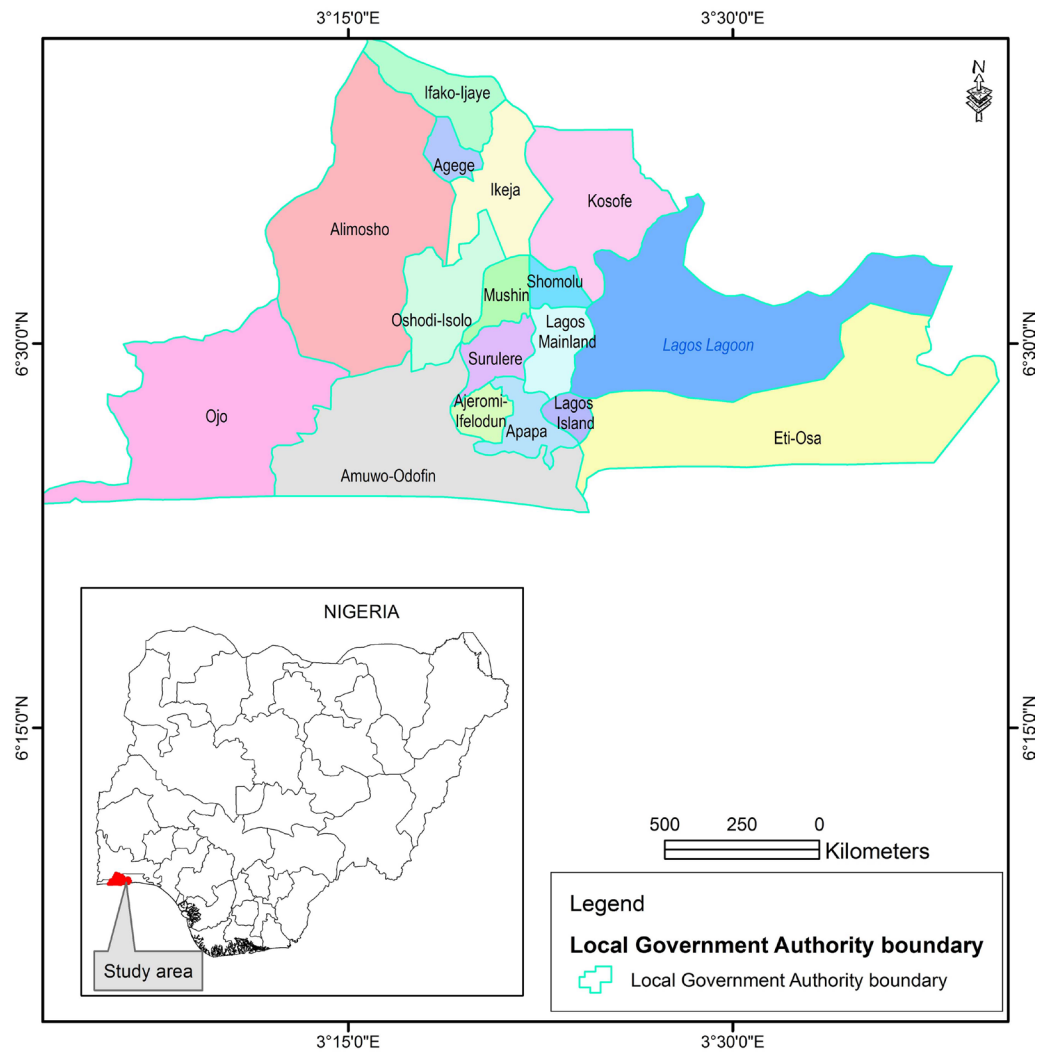 3°15'0"E
3°30'0"E
N
Ifako-Ijaye
Agege
Ikeja
Kosofe
Alimosho
Shomolu
Mushin
Oshodi-Isolo
Lagos
Mainland
6°30'0"N
6°30'0"N
Lagos Lagoon
Surulere
Ajeromi-
Ifelodun
Lagos
Island
Ojo
Apapa
Eti-Osa
Amuwo-Odofin
NIGERIA
6°15'0"N
6°15'0"N
500 250 0
Kilometers
Legend
Local Government Authority boundary
Local Government Authority boundary
Study area
3°15'0"E
3°30'0"E